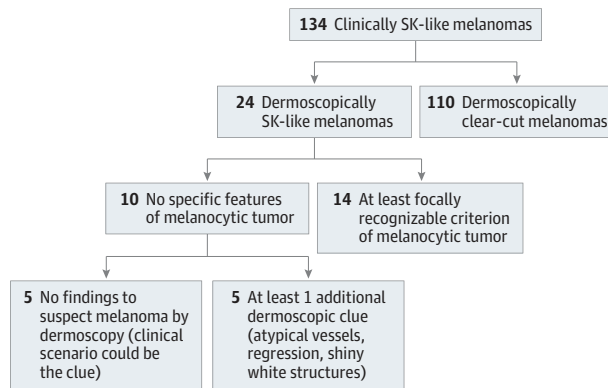 134 Clinically SK-like melanomas
24 Dermoscopically
SK-like melanomas
110 Dermoscopically
clear-cut melanomas
10 No specific features
of melanocytic tumor
14 At least focally
recognizable criterion
of melanocytic tumor
5 No findings to
suspect melanoma by
dermoscopy (clinical
scenario could be
the clue)
5 At least 1 additional
dermoscopic clue
(atypical vessels,
regression, shiny
white structures)